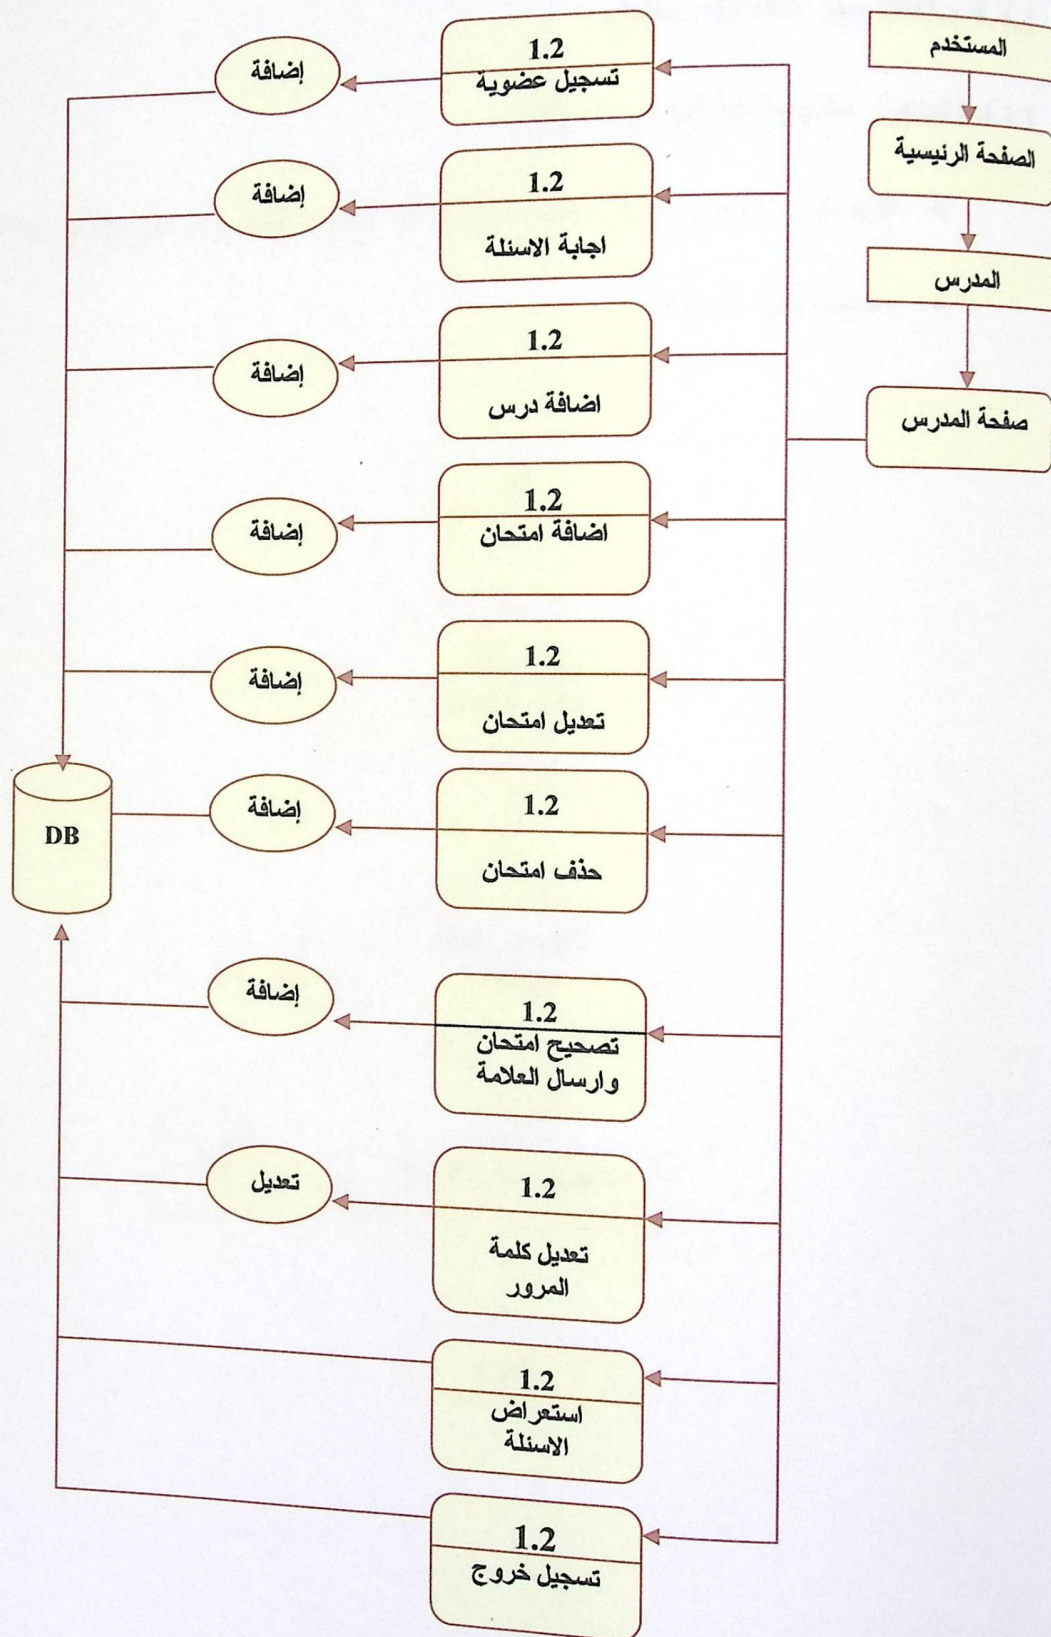 المستخدم
الصفحة الرئيسية
المدرس
صفحة المدرس
1.2
تسجيل عضوية
إضافة
1.2
اجابة الاسئلة
إضافة
1.2
اضافة درس
إضافة
1.2
اضافة امتحان
إضافة
1.2
تعديل امتحان
إضافة
1.2
حذف امتحان
إضافة
DB
1.2
تصحيح امتحان
وارسال العلامة
إضافة
1.2
تعديل كلمة
المرور
تعديل
1.2
استعراض
الاسئلة
1.2
تسجيل خروج